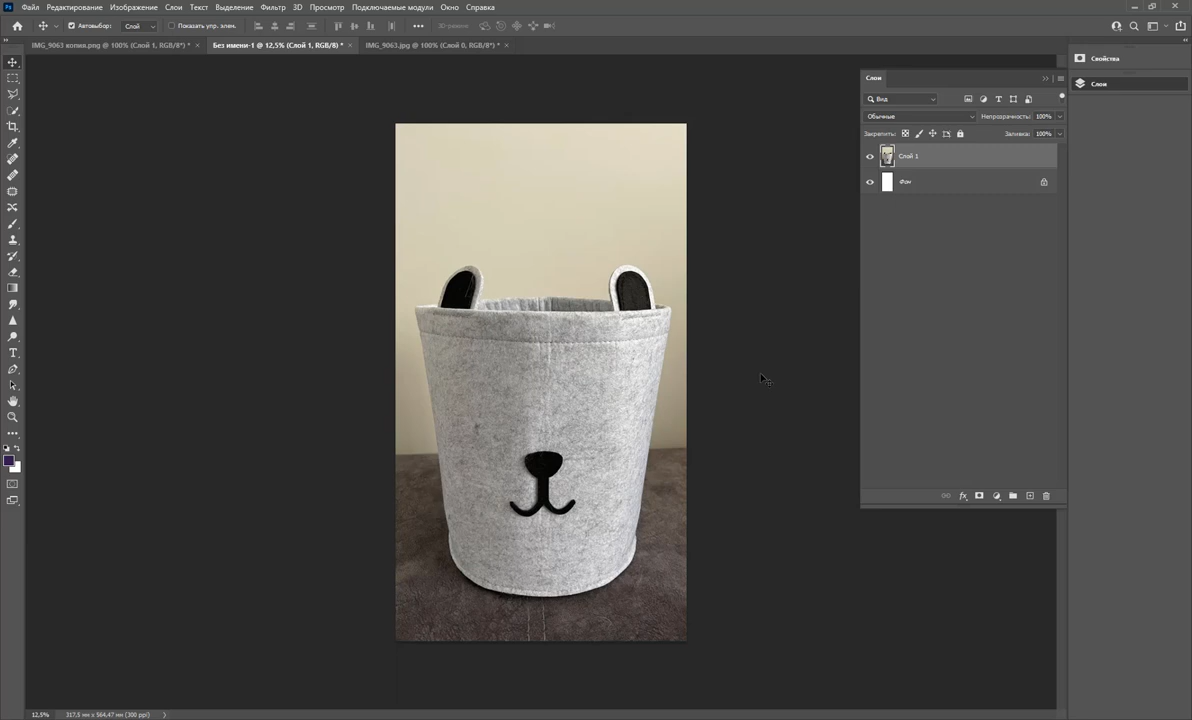 Ps Файл Редактирование Изображение Слои Текст Выделение Фильтр 3D Просмотр Подключаемые модули Окно Справка
Автовыбор: Слой Показать упр. элем. 3D-режим:
IMG_9063 копия.png @ 100% (Слой 1, RGB/8*) * × Без имени-1 @ 12,5% (Слой 1, RGB/8) * × IMG_9063.jpg @ 100% (Слой 0, RGB/8*) * ×
Свойства
Слои
Слои
Вид
Обычные Непрозрачность: 100%
Закрепить: Заливка: 100%
Слой 1
Фон
12,5% 317,5 мм x 564,47 мм (300 ppi)